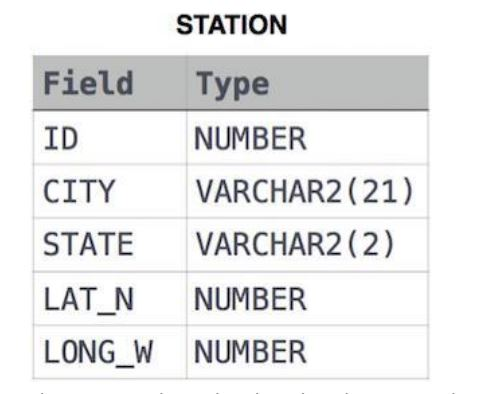 STATION
Field Type
ID NUMBER
CITY VARCHAR2(21)
STATE VARCHAR2(2)
LAT_N NUMBER
LONG_W NUMBER